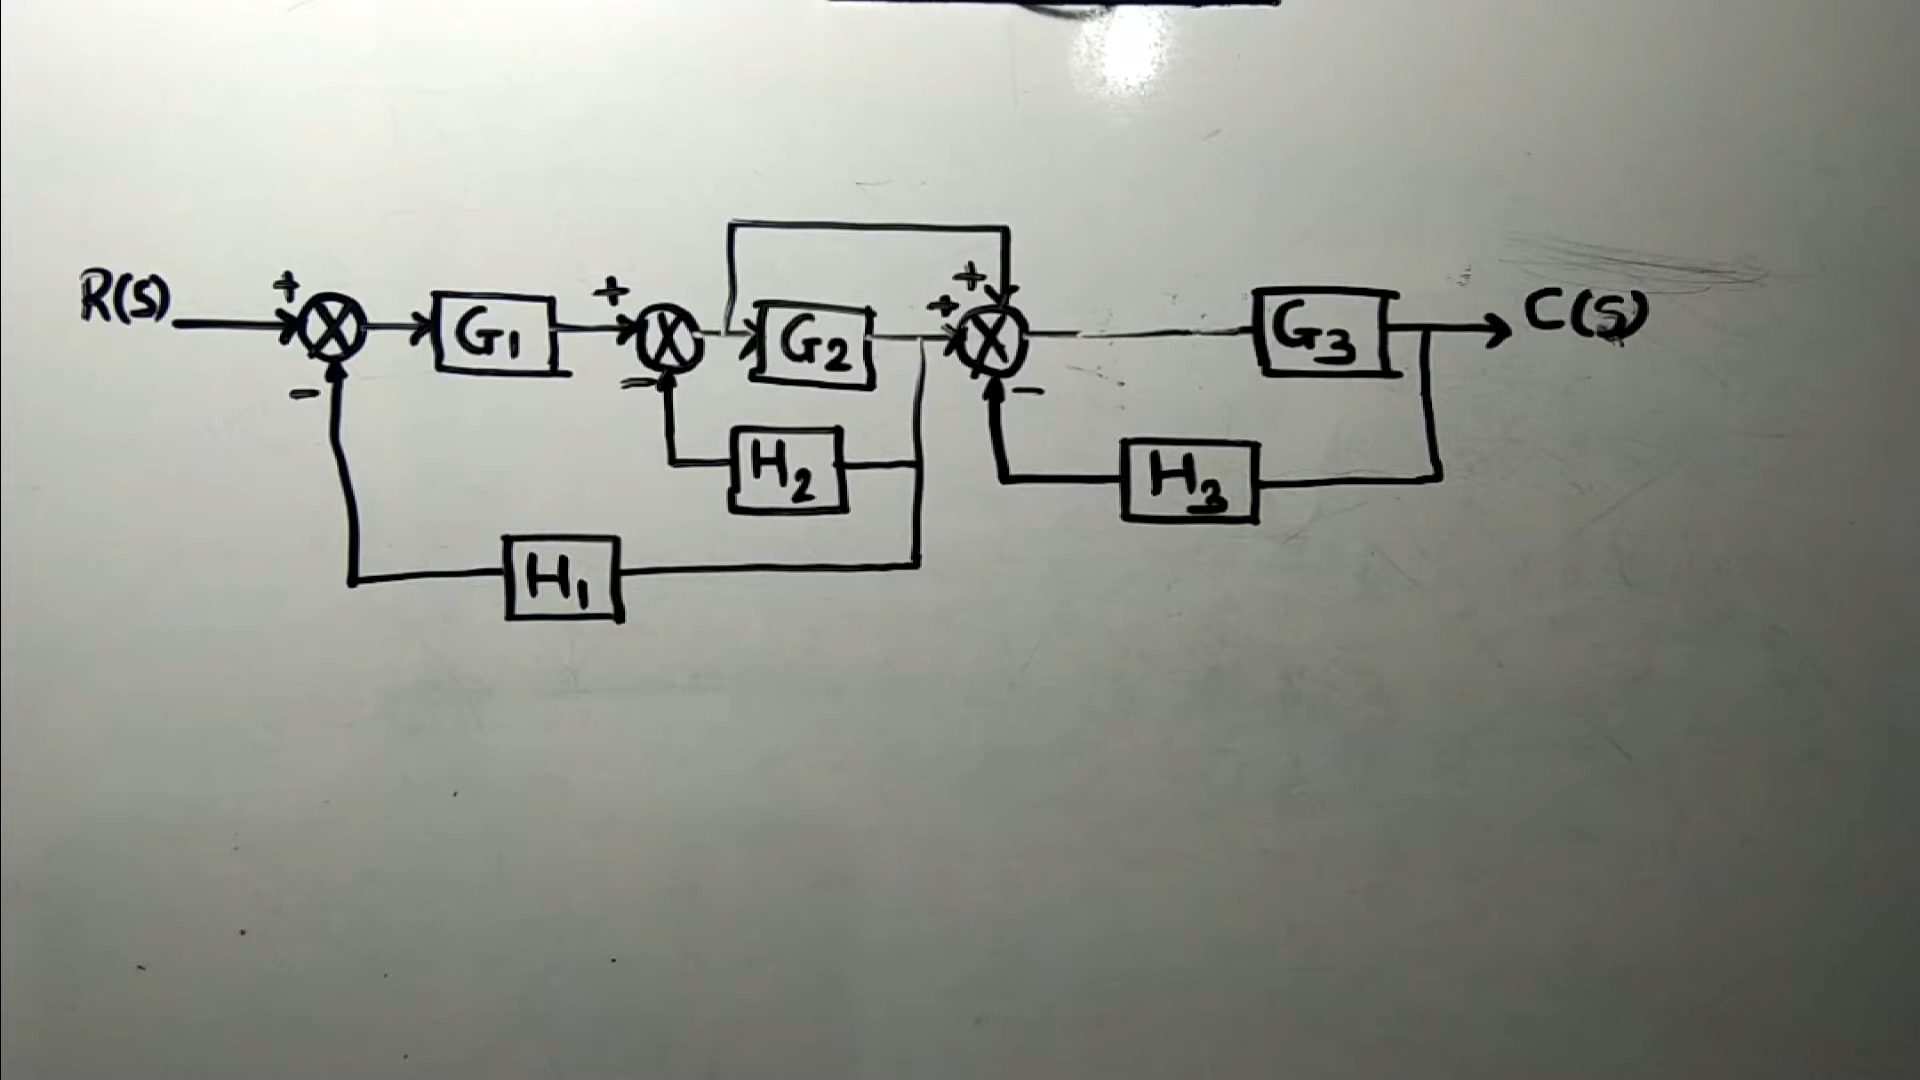 R(S) + - G1 + - G2 + + - G3 C(S)
H2 H3
H1